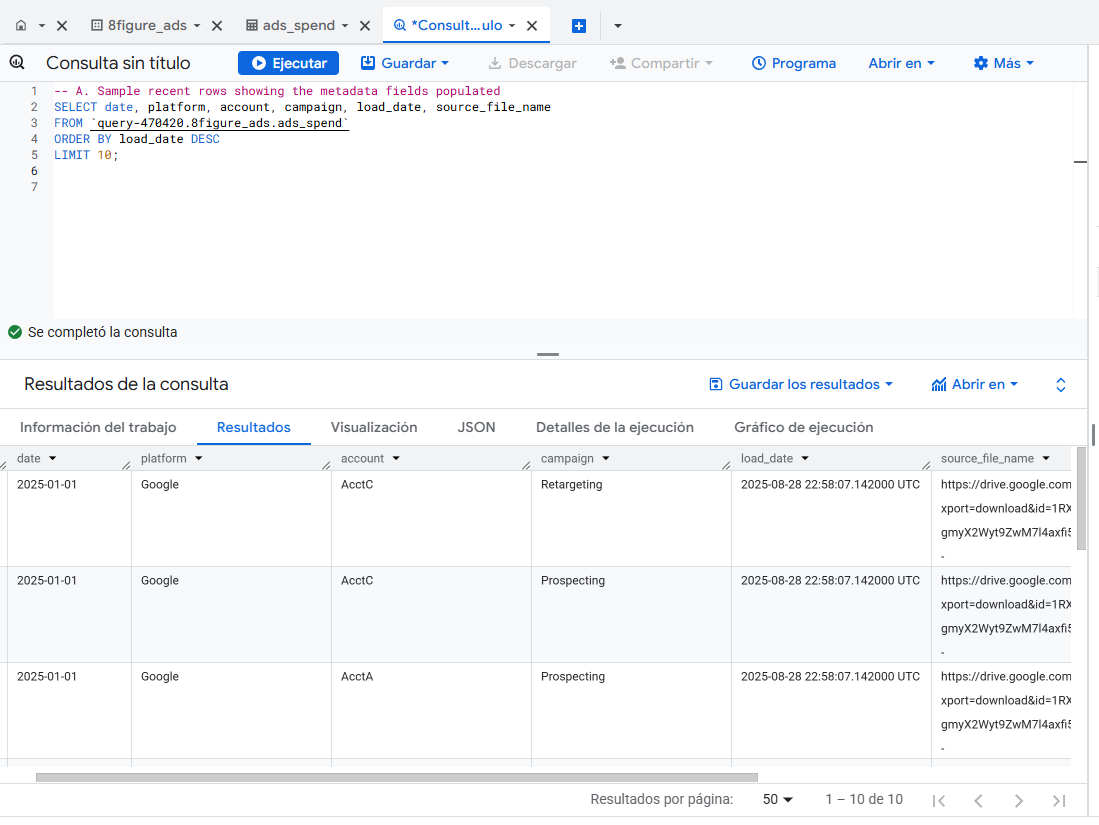 8figure_ads
ads_spend
*Consult…ulo
Consulta sin título
Ejecutar
Guardar
Descargar
Compartir
Programa
Abrir en
Más
1 -- A. Sample recent rows showing the metadata fields populated
2 SELECT date, platform, account, campaign, load_date, source_file_name
3 FROM `query-470420.8figure_ads.ads_spend`
4 ORDER BY load_date DESC
5 LIMIT 10;
6
7
Se completó la consulta
Resultados de la consulta
Guardar los resultados
Abrir en
Información del trabajo
Resultados
Visualización
JSON
Detalles de la ejecución
Gráfico de ejecución
date platform account campaign load_date source_file_name
2025-01-01 Google AcctC Retargeting 2025-08-28 22:58:07.142000 UTC https://drive.google.com
xport=download&id=1RX
gmyX2Wyt9ZwM7l4axfi5
-
2025-01-01 Google AcctC Prospecting 2025-08-28 22:58:07.142000 UTC https://drive.google.com
xport=download&id=1RX
gmyX2Wyt9ZwM7l4axfi5
-
2025-01-01 Google AcctA Prospecting 2025-08-28 22:58:07.142000 UTC https://drive.google.com
xport=download&id=1RX
gmyX2Wyt9ZwM7l4axfi5
-
Resultados por página: 50 1 – 10 de 10